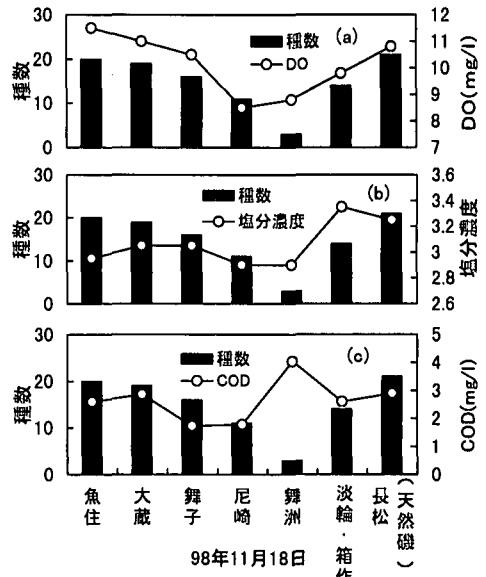 30
20
10
0
種数
(a)
種数
DO
12
11
10
9
8
7
DO(mg/l)
30
20
10
0
種数
(b)
種数
塩分濃度
3.6
3.4
3.2
3
2.8
2.6
塩分濃度
30
20
10
0
種数
(c)
種数
COD
5
4
3
2
1
0
COD(mg/l)
魚住
大蔵
舞子
尼崎
舞洲
淡輪・箱作
長松
(天然磯)
98年11月18日